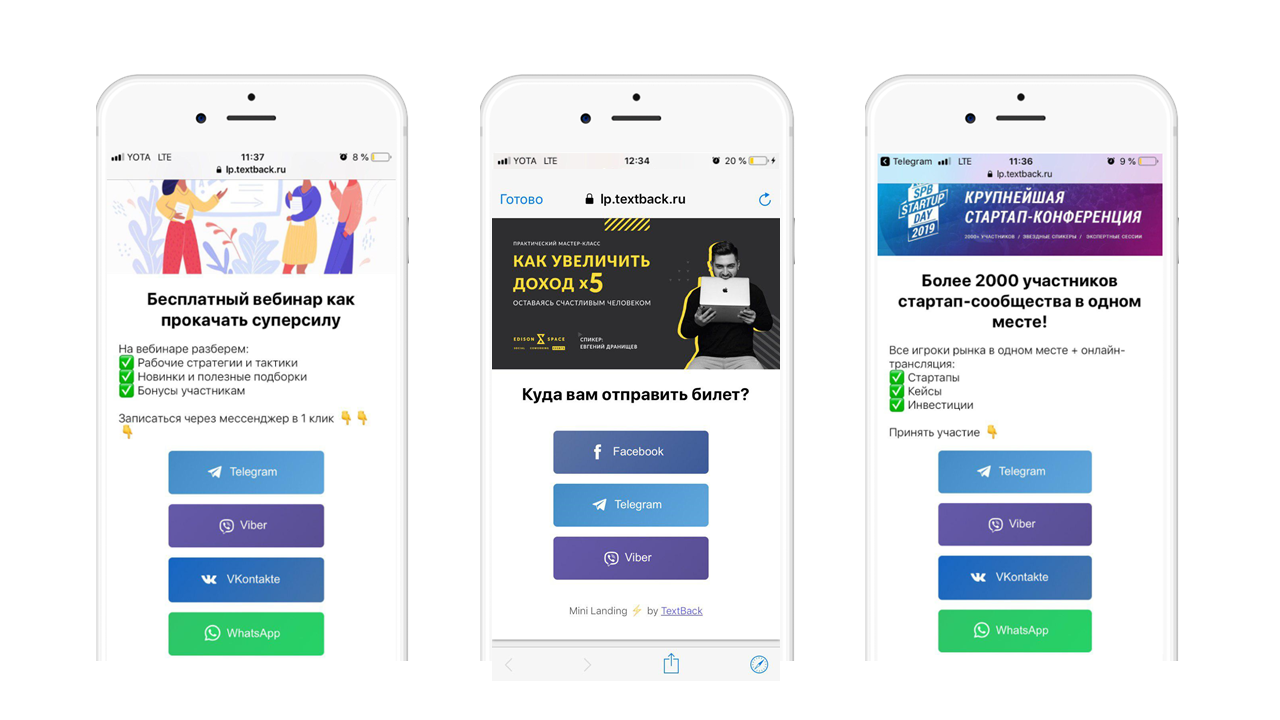 YOTA LTE 11:37 8 %
lp.textback.ru
Бесплатный вебинар как
прокачать суперсилу
На вебинаре разберем:
✅ Рабочие стратегии и тактики
✅ Новинки и полезные подборки
✅ Бонусы участникам
Записаться через мессенджер в 1 клик 👇👇
👇
Telegram
Viber
VKontakte
WhatsApp
YOTA LTE 12:34 20 %
Готово lp.textback.ru
ПРАКТИЧЕСКИЙ МАСТЕР-КЛАСС
КАК УВЕЛИЧИТЬ
ДОХОД х5
ОСТАВАЯСЬ СЧАСТЛИВЫМ ЧЕЛОВЕКОМ
EDISON SPACE
СПИКЕР:
ЕВГЕНИЙ ДРАНИЩЕВ
Куда вам отправить билет?
Facebook
Telegram
Viber
Mini Landing ⚡ by TextBack
Telegram LTE 11:36 9 %
lp.textback.ru
SPB
STARTUP
DAY
2019
КРУПНЕЙШАЯ
СТАРТАП-КОНФЕРЕНЦИЯ
2000+ УЧАСТНИКОВ / ЗВЕЗДНЫЕ СПИКЕРЫ / ЭКСПЕРТНЫЕ СЕССИИ
Более 2000 участников
стартап-сообщества в одном
месте!
Все игроки рынка в одном месте + онлайн-
трансляция:
✅ Стартапы
✅ Кейсы
✅ Инвестиции
Принять участие 👇
Telegram
Viber
VKontakte
WhatsApp